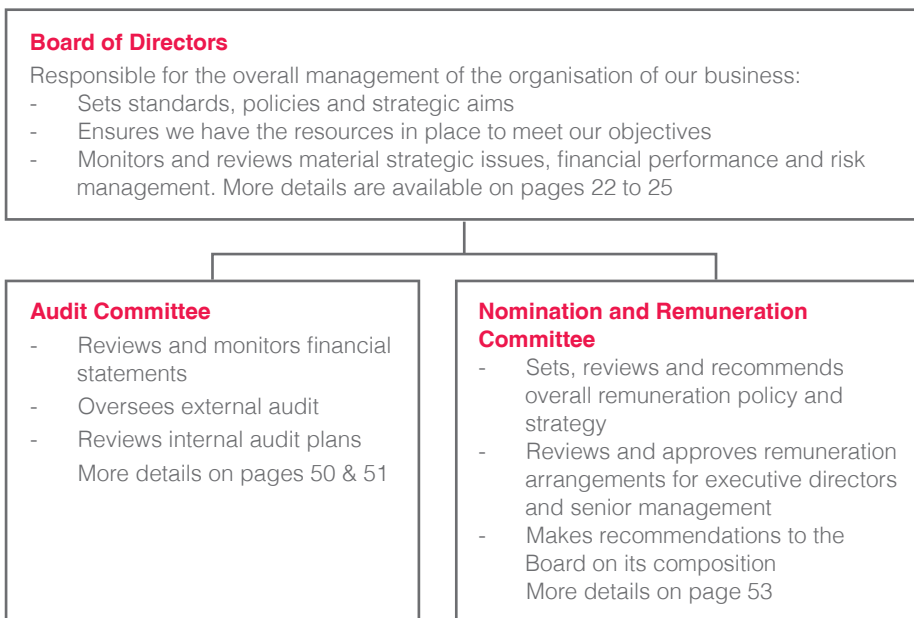 Board of Directors
Responsible for the overall management of the organisation of our business:
- Sets standards, policies and strategic aims
- Ensures we have the resources in place to meet our objectives
- Monitors and reviews material strategic issues, financial performance and risk
management. More details are available on pages 22 to 25
Audit Committee
- Reviews and monitors financial
statements
- Oversees external audit
- Reviews internal audit plans
More details on pages 50 & 51
Nomination and Remuneration
Committee
- Sets, reviews and recommends
overall remuneration policy and
strategy
- Reviews and approves remuneration
arrangements for executive directors
and senior management
- Makes recommendations to the
Board on its composition
More details on page 53